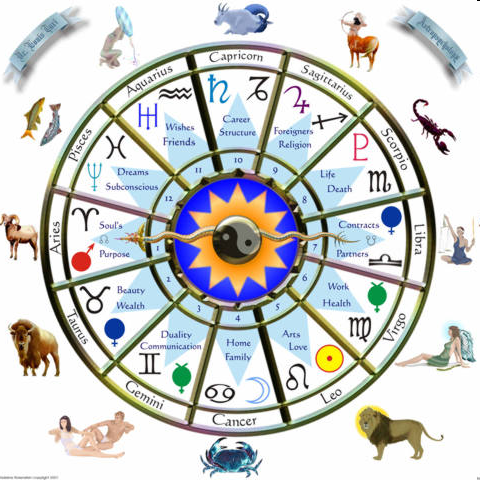 Capricorn
Sagittarius
Scorpio
Libra
Virgo
Leo
Cancer
Gemini
Taurus
Aries
Pisces
Aquarius
Career
Structure
Foreigners
Religion
Life
Death
Contracts
Partners
Work
Health
Arts
Love
Home
Family
Duality
Communication
Beauty
Wealth
Soul's
Purpose
Dreams
Subconscious
Wishes
Friends
10
9
8
7
6
5
4
3
2
1
12
11